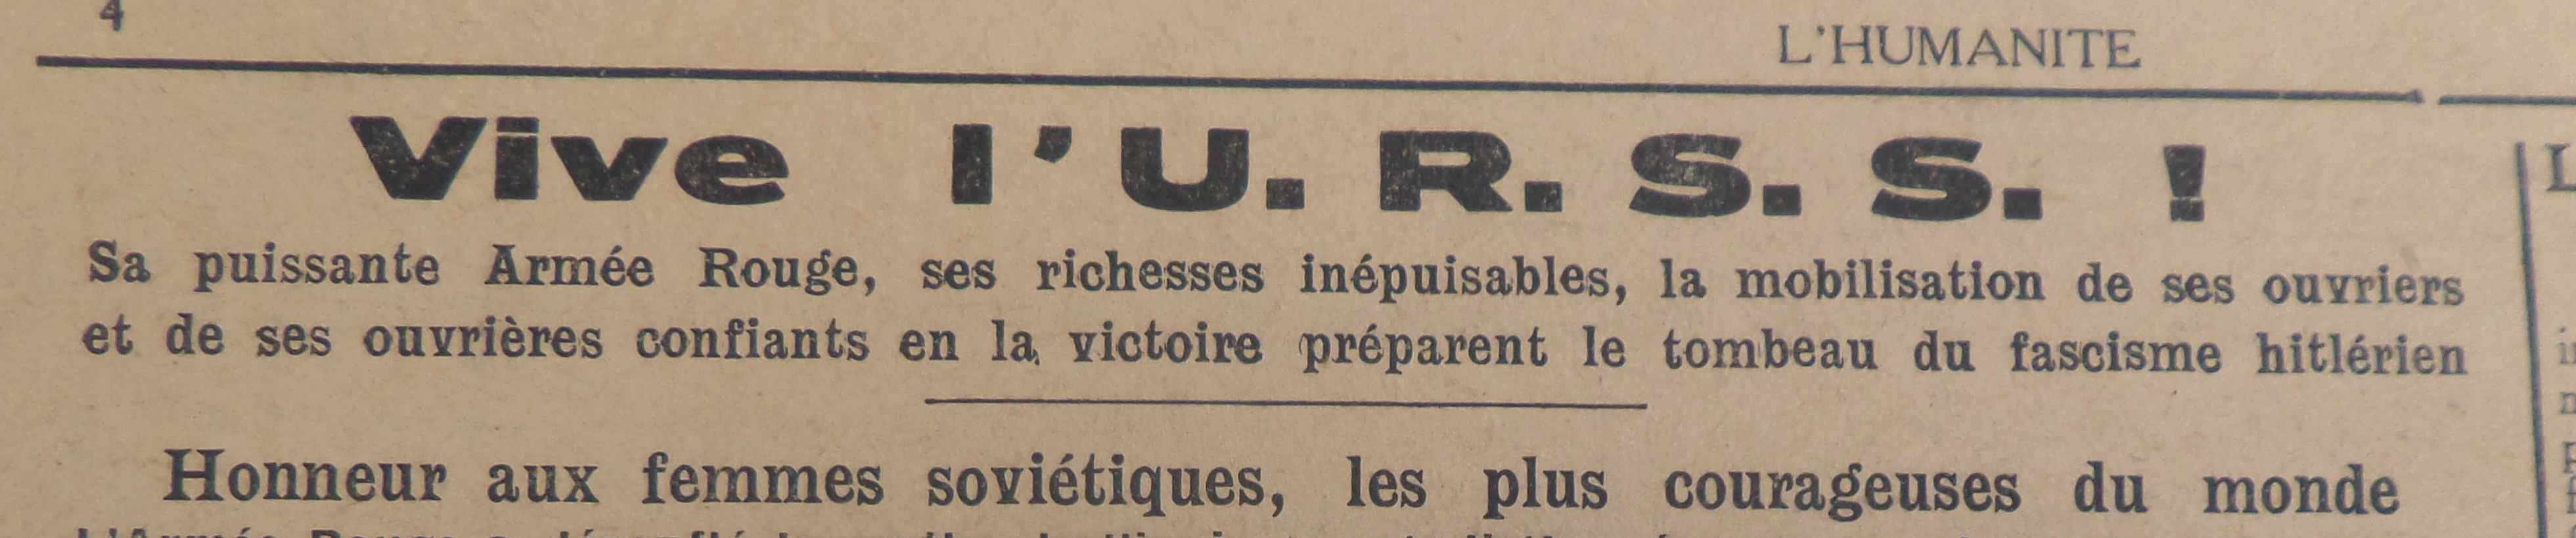 4
L'HUMANITE
Vive l'U. R. S. S. !
Sa puissante Armée Rouge, ses richesses inépuisables, la mobilisation de ses ouvriers
et de ses ouvrières confiants en la victoire préparent le tombeau du fascisme hitlérien
Honneur aux femmes soviétiques, les plus courageuses du monde
L'Armée Rouge a